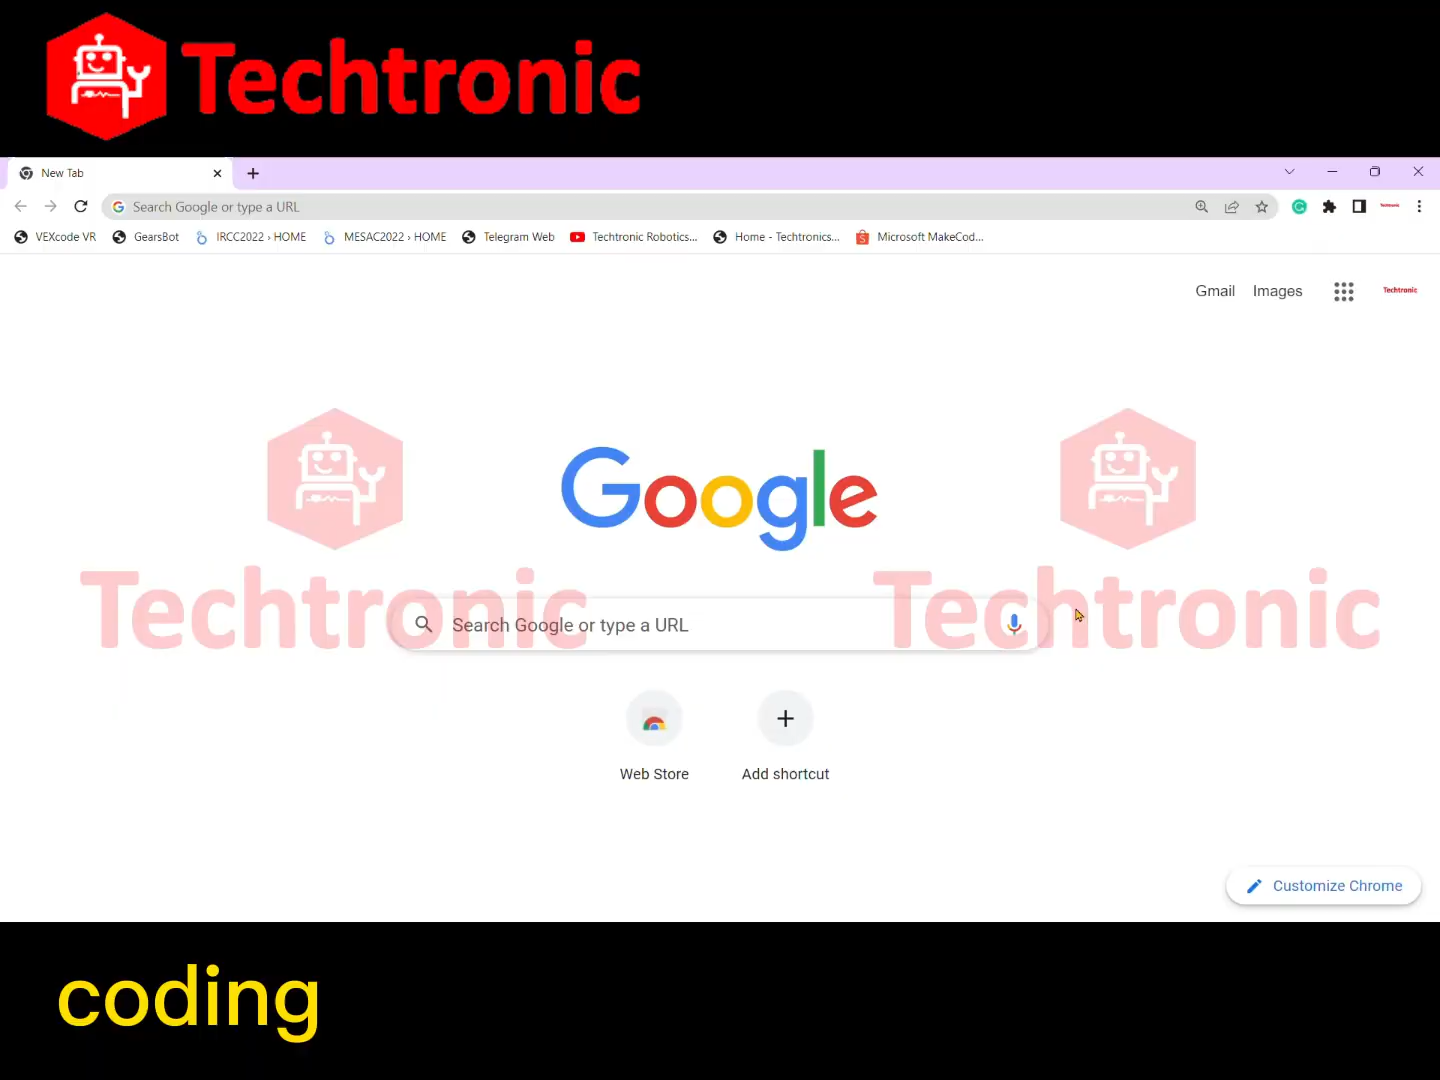 Techtronic
New Tab
Search Google or type a URL
VEXcode VR GearsBot IRCC2022 › HOME MESAC2022 › HOME Telegram Web Techtronic Robotics... Home - Techtronics... Microsoft MakeCod...
Gmail Images Techtronic
Google
Techtronic Techtronic
Search Google or type a URL
Web Store Add shortcut
Customize Chrome
coding